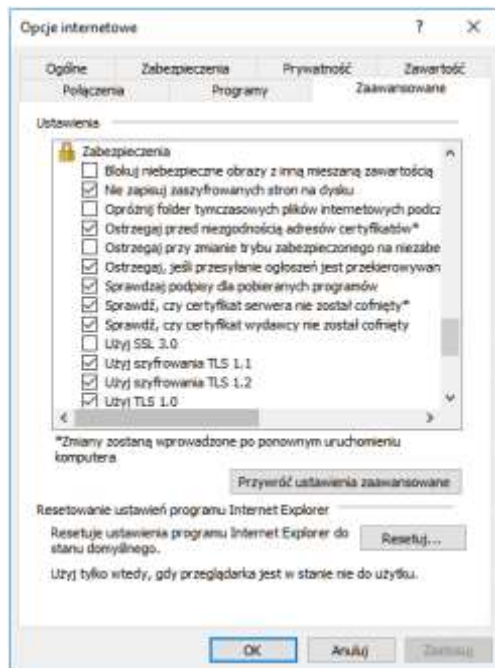 Opcje internetowe
?
Ogólne Zabezpieczenia Prywatność Zawartość
Połączenia Programy Zaawansowane
Ustawienia
Zabezpieczenia
Blokuj niebezpieczne obrazy z inną mieszaną zawartością
Nie zapisuj zaszyfrowanych stron na dysku
Opróżnij folder tymczasowych plików internetowych podcz
Ostrzegaj przed niezgodnością adresów certyfikatów*
Ostrzegaj przy zmianie trybu zabezpieczonego na niezabe
Ostrzegaj, jeśli przesyłanie ogłoszeń jest przekierowywan
Sprawdzaj podpisy dla pobieranych programów
Sprawdź, czy certyfikat serwera nie został cofnięty*
Sprawdź, czy certyfikat wydawcy nie został cofnięty
Użyj SSL 3.0
Użyj szyfrowania TLS 1.1
Użyj szyfrowania TLS 1.2
Użyj TLS 1.0
*Zmiany zostaną wprowadzone po ponownym uruchomieniu
komputera
Przywróć ustawienia zaawansowane
Resetowanie ustawień programu Internet Explorer
Resetuje ustawienia programu Internet Explorer do
stanu domyślnego.
Resetuj...
Użyj tylko wtedy, gdy przeglądarka jest w stanie nie do użytku.
OK Anuluj Zastosuj